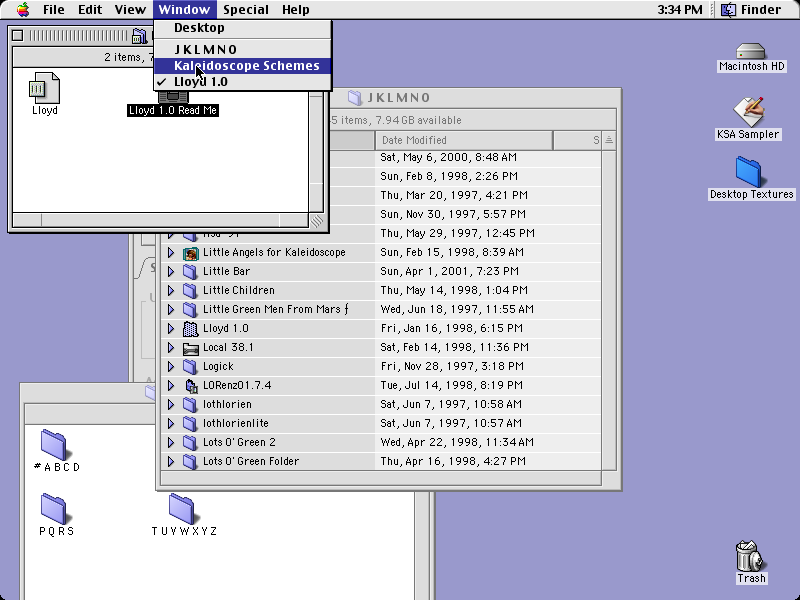 File Edit View Window Special Help 3:34 PM Finder
Desktop
JKLMNO
Kaleidoscope Schemes
✓ Lloyd 1.0
2 items, 7
Lloyd
Lloyd 1.0 Read Me
JKLMNO
5 items, 7.94 GB available
Date Modified S
Sat, May 6, 2000, 8:48 AM
Sun, Feb 8, 1998, 2:26 PM
Thu, Mar 20, 1997, 4:21 PM
Sun, Nov 30, 1997, 5:57 PM
Thu, May 29, 1997, 12:45 PM
Little Angels for Kaleidoscope Sun, Feb 15, 1998, 8:39 AM
Little Bar Sun, Apr 1, 2001, 7:23 PM
Little Children Thu, May 14, 1998, 1:04 PM
Little Green Men From Mars ƒ Wed, Jun 18, 1997, 11:55 AM
Lloyd 1.0 Fri, Jan 16, 1998, 6:15 PM
Local 38.1 Sat, Feb 14, 1998, 11:36 PM
Logick Fri, Nov 28, 1997, 3:18 PM
LORenz01.7.4 Tue, Jul 14, 1998, 8:19 PM
lothlorien Sat, Jun 7, 1997, 10:58 AM
lothlorienlite Sat, Jun 7, 1997, 10:57 AM
Lots O' Green 2 Wed, Apr 22, 1998, 11:34 AM
Lots O' Green Folder Thu, Apr 16, 1998, 4:27 PM
#ABCD
PQRS
TUVWXYZ
Macintosh HD
KSA Sampler
Desktop Textures
Trash